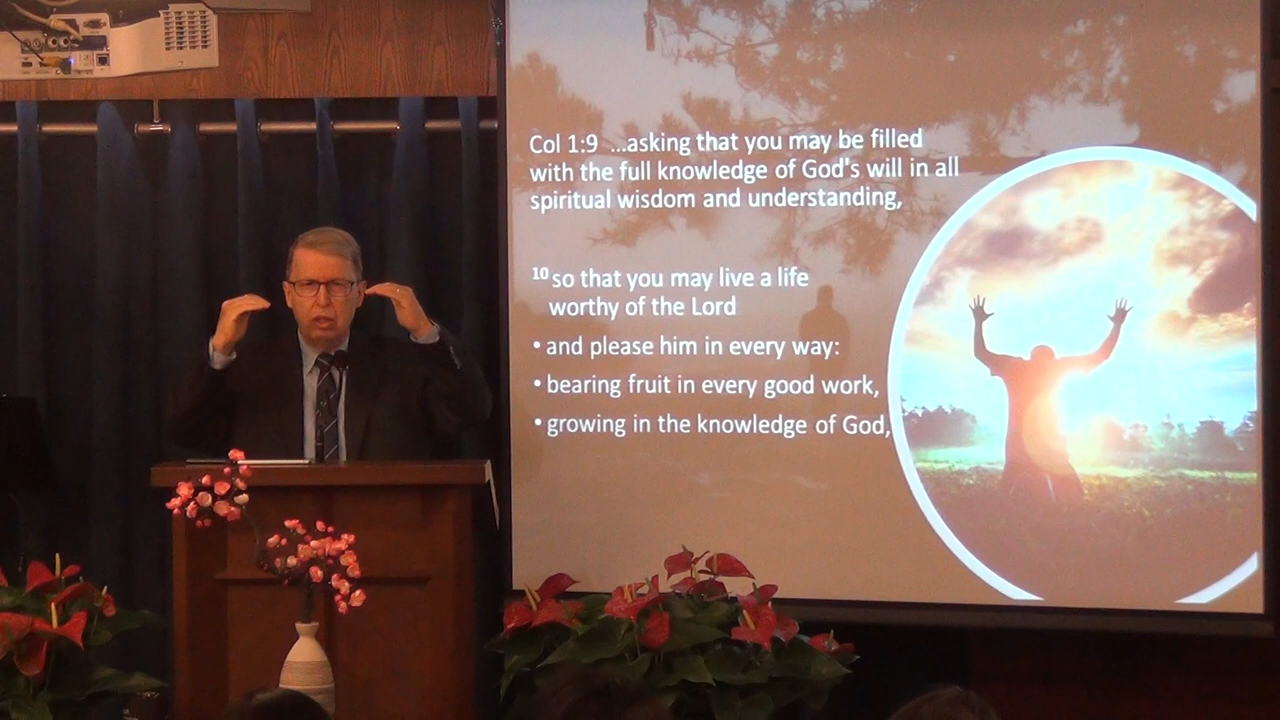 Col 1:9 ...asking that you may be filled
with the full knowledge of God's will in all
spiritual wisdom and understanding,
10 so that you may live a life
worthy of the Lord
• and please him in every way:
• bearing fruit in every good work,
• growing in the knowledge of God,